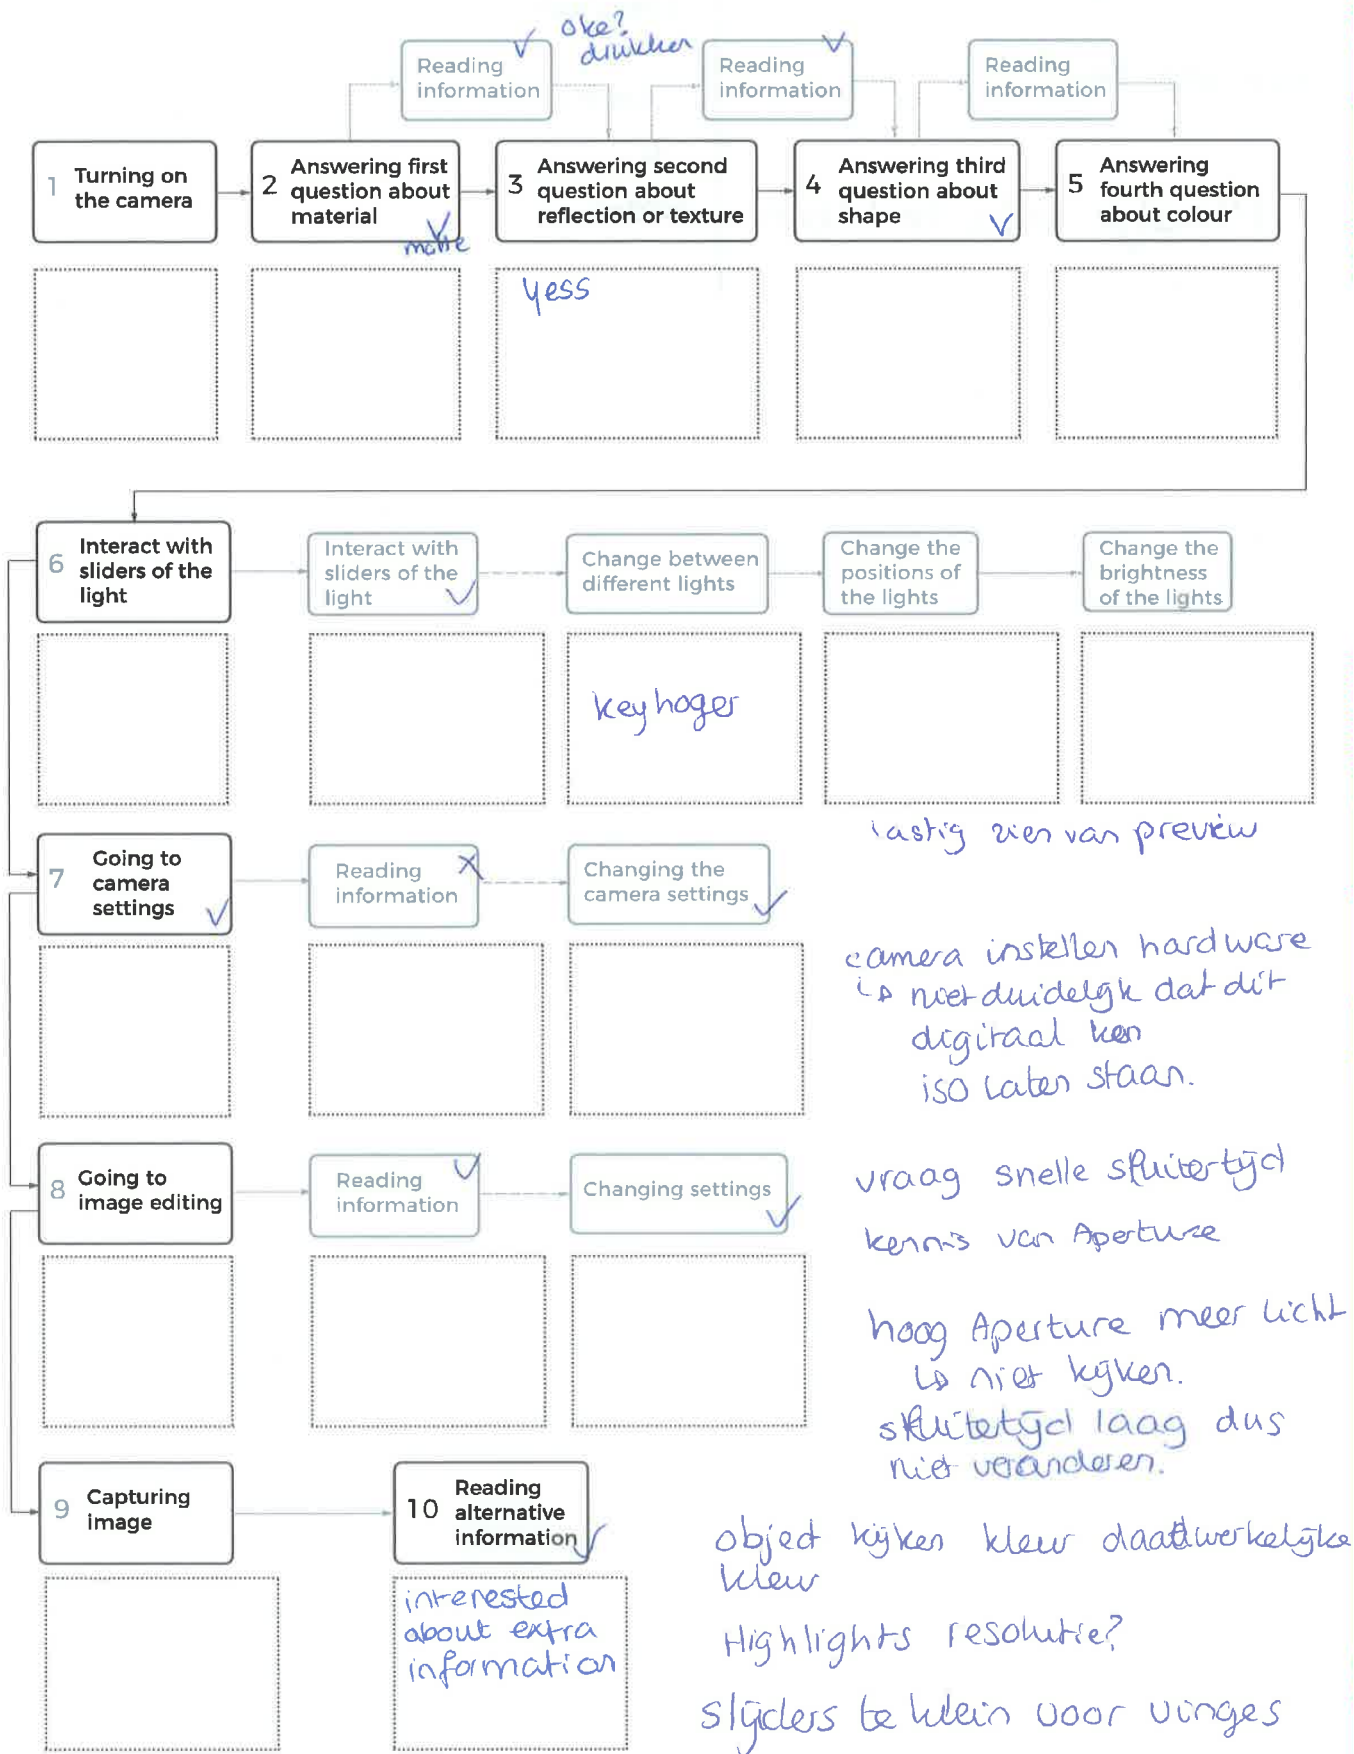 oke?
drukken
Reading
information
Reading
information
Reading
information
1 Turning on
the camera
2 Answering first
question about
material
matte
3 Answering second
question about
reflection or texture
4 Answering third
question about
shape
5 Answering
fourth question
about colour
yess
6 Interact with
sliders of the
light
Interact with
sliders of the
light
Change between
different lights
Change the
positions of
the lights
Change the
brightness
of the lights
key hoger
lastig zien van preview
7 Going to
camera
settings
Reading
information
Changing the
camera settings
camera instellen hardware
niet duidelijk dat dit
digitaal kan
iso laten staan.
8 Going to
image editing
Reading
information
Changing settings
vraag snelle sluitertijd
kennis van Aperture
hoog Aperture meer licht
niet kijken.
sluitetijd laag dus
niet veranderen.
9 Capturing
image
10 Reading
alternative
information
interested
about extra
information
object kijken kleur daadwerkelijke
kleur
Highlights resolutie?
slijders te klein voor vinges